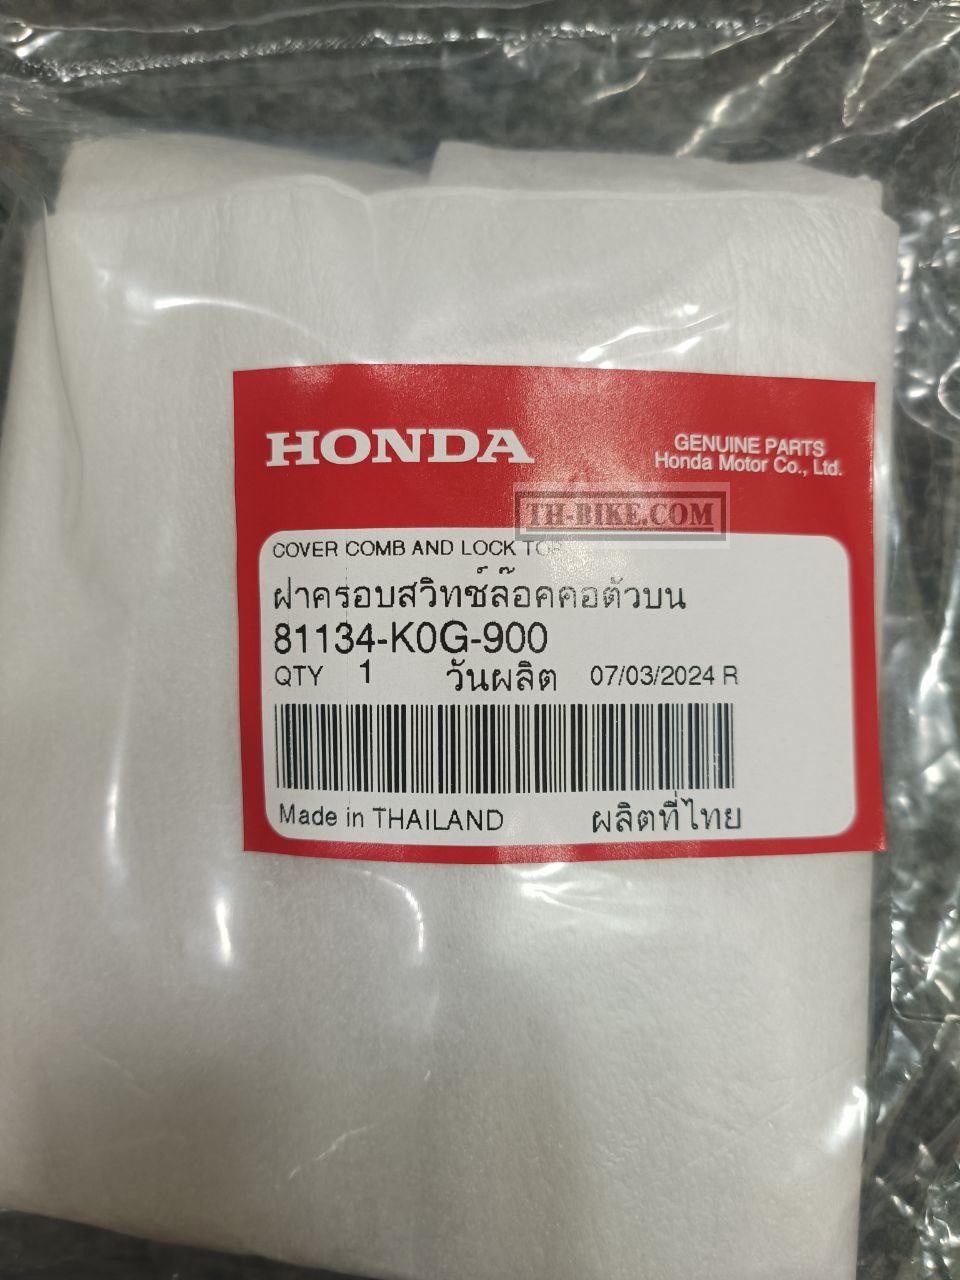 HONDA
GENUINE PARTS
Honda Motor Co., Ltd.
TH-BIKE.COM
COVER COMB AND LOCK TOP
ฝาครอบสวิทช์ล๊อคคอตัวบน
81134-K0G-900
QTY 1 วันผลิต 07/03/2024 R
Made in THAILAND ผลิตที่ไทย